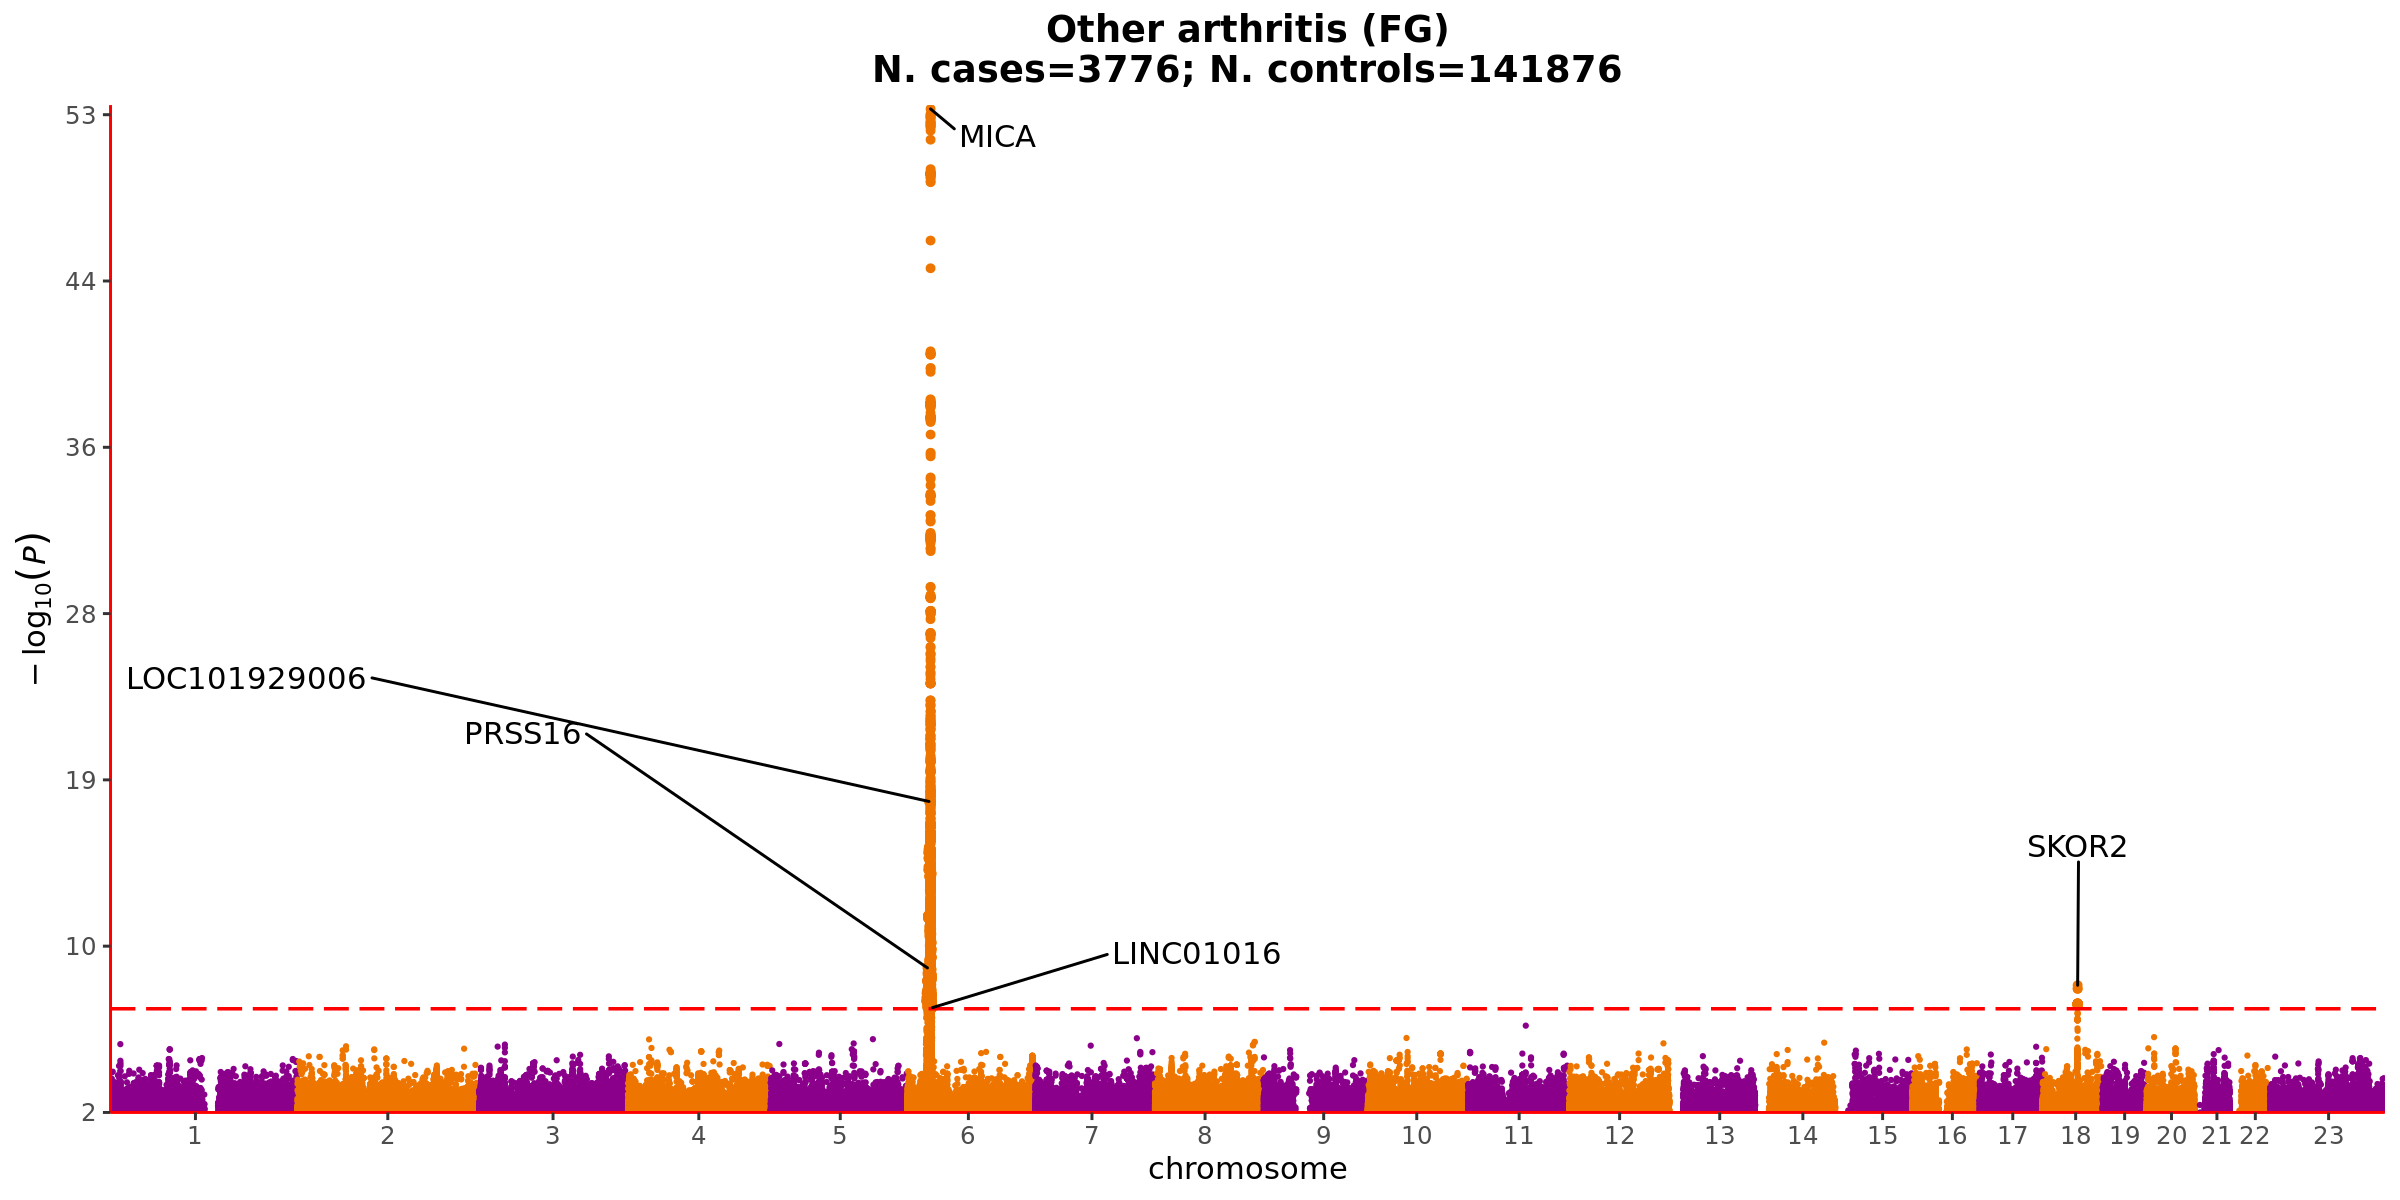 Other arthritis (FG)
N. cases=3776; N. controls=141876
53
MICA
44
36
− log10(P)
28
LOC101929006
PRSS16
19
SKOR2
10
LINC01016
2
1 2 3 4 5 6 7 8 9 10 11 12 13 14 15 16 17 18 19 20 21 22 23
chromosome